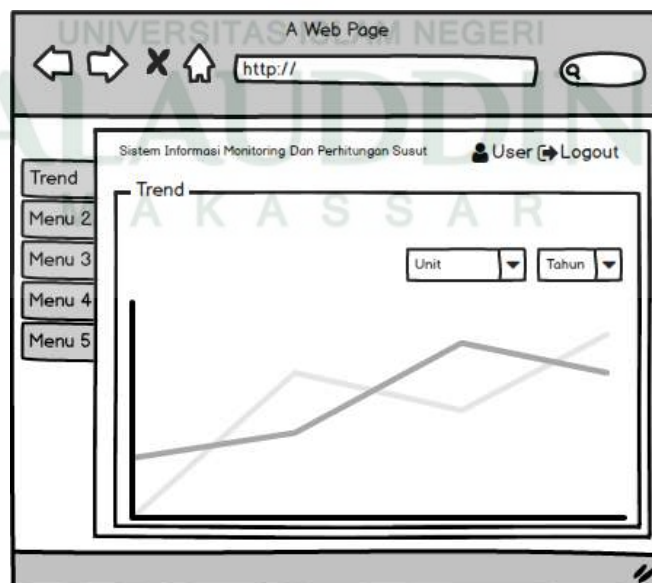 A Web Page
UNIVERSITAS ISLAM NEGERI
http://
ALAUDDIN
Sistem Informasi Monitoring Dan Perhitungan Susut
User Logout
Trend
Menu 2
Menu 3
Menu 4
Menu 5
Trend
MAKASSAR
Unit
Tahun